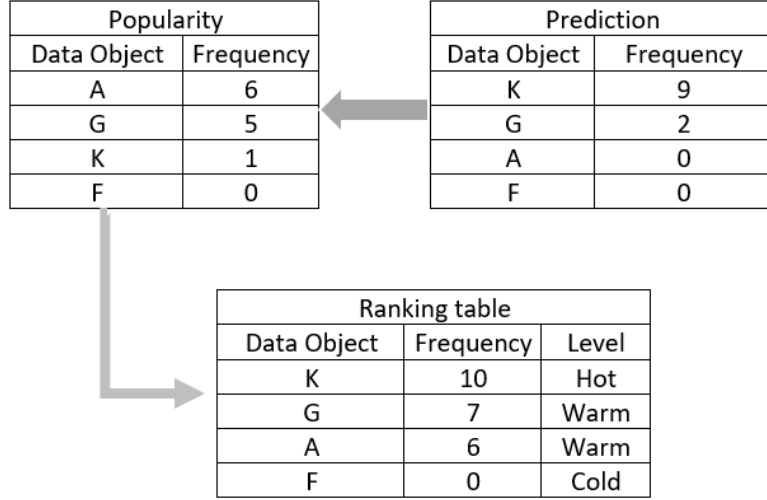 Popularity
Data Object Frequency
A 6
G 5
K 1
F 0
Prediction
Data Object Frequency
K 9
G 2
A 0
F 0
Ranking table
Data Object Frequency Level
K 10 Hot
G 7 Warm
A 6 Warm
F 0 Cold